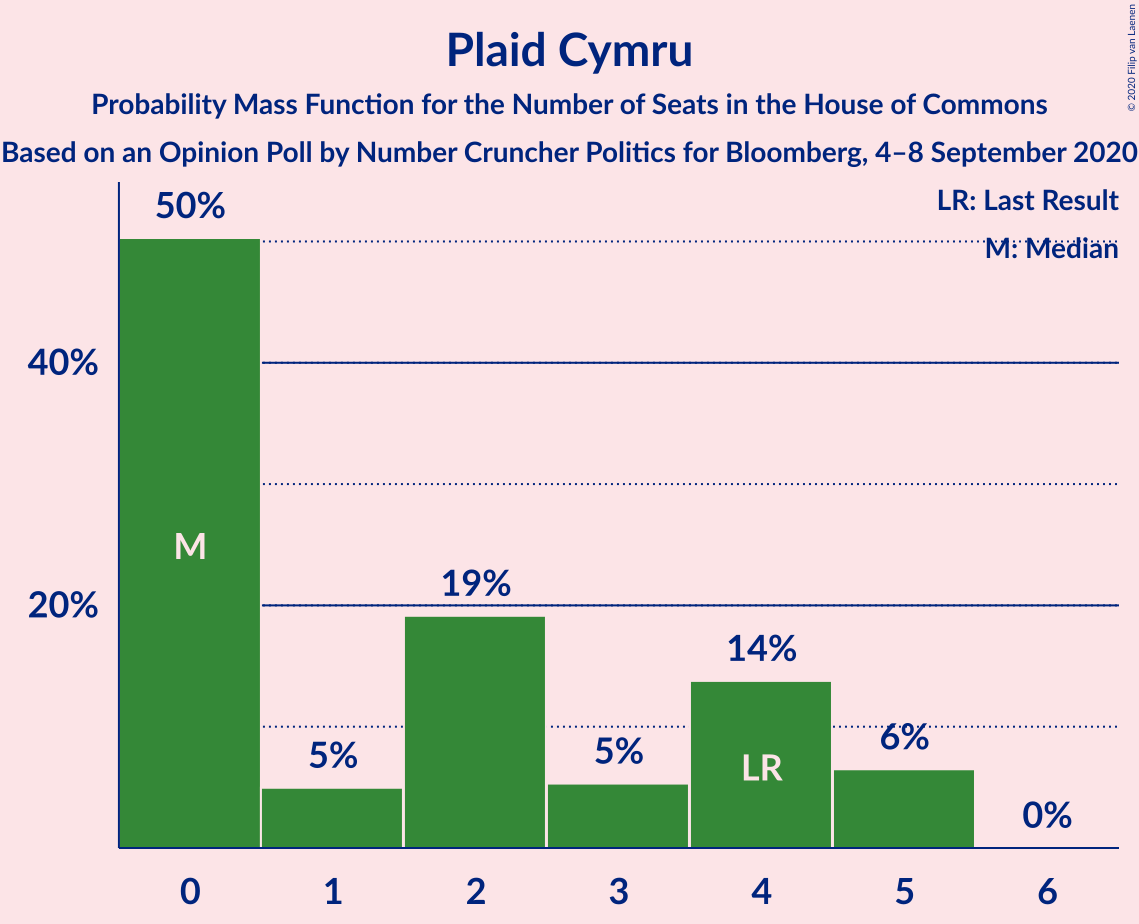 Plaid Cymru
Probability Mass Function for the Number of Seats in the House of Commons
Based on an Opinion Poll by Number Cruncher Politics for Bloomberg, 4–8 September 2020
© 2020 Filip van Laenen
LR: Last Result
M: Median
50%
40%
20%
M
5%
19%
5%
14%
LR
6%
0%
0 1 2 3 4 5 6